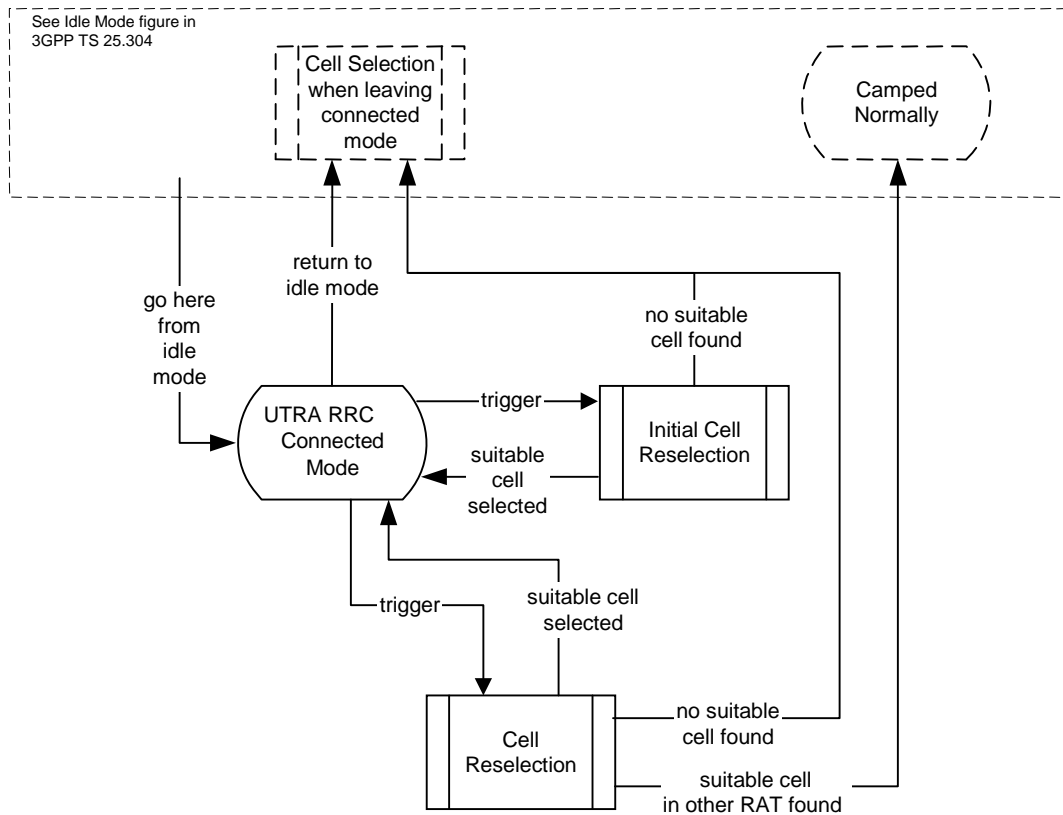 See Idle Mode figure in
3GPP TS 25.304
Cell Selection
when leaving
connected
mode
Camped
Normally
return to
idle mode
go here
from
idle
mode
no suitable
cell found
UTRA RRC
Connected
Mode
trigger
Initial Cell
Reselection
suitable
cell
selected
trigger
suitable cell
selected
Cell
Reselection
no suitable
cell found
suitable cell
in other RAT found